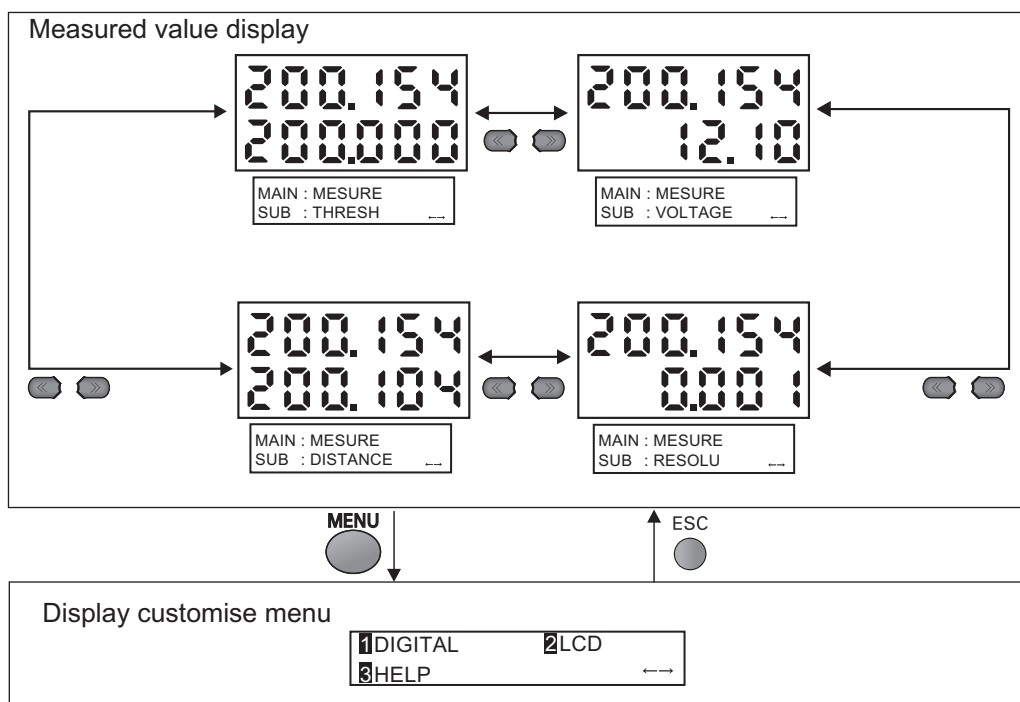 Measured value display
200.154
200.000
MAIN : MESURE
SUB : THRESH ←→
200.154
12.10
MAIN : MESURE
SUB : VOLTAGE ←→
200.154
200.104
MAIN : MESURE
SUB : DISTANCE ←→
200.154
0.001
MAIN : MESURE
SUB : RESOLU ←→
MENU
ESC
Display customise menu
1DIGITAL 2LCD
3HELP ←→